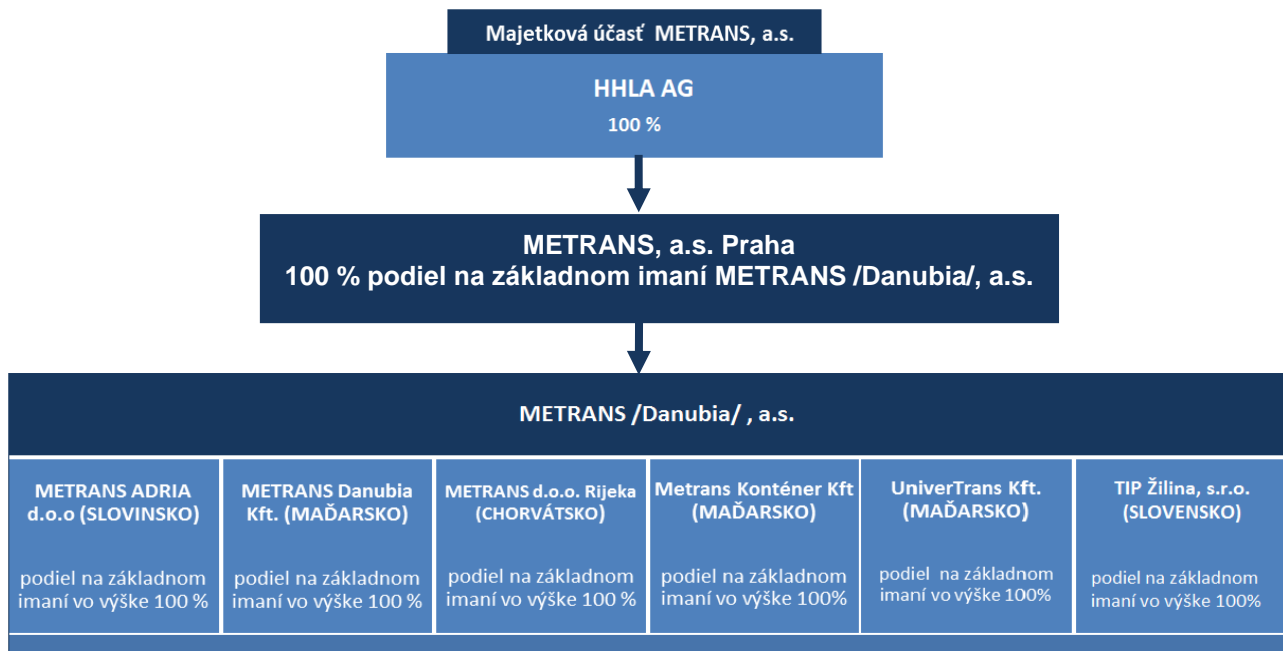 Majetková účasť METRANS, a.s.
HHLA AG
100 %
METRANS, a.s. Praha
100 % podiel na základnom imaní METRANS /Danubia/, a.s.
METRANS /Danubia/ , a.s.
METRANS ADRIA
d.o.o (SLOVINSKO)
podiel na základnom
imaní vo výške 100 %
METRANS Danubia
Kft. (MAĎARSKO)
podiel na základnom
imaní vo výške 100 %
METRANS d.o.o. Rijeka
(CHORVÁTSKO)
podiel na základnom
imaní vo výške 100 %
Metrans Konténer Kft
(MAĎARSKO)
podiel na základnom
imaní vo výške 100%
UniverTrans Kft.
(MAĎARSKO)
podiel na základnom
imaní vo výške 100%
TIP Žilina, s.r.o.
(SLOVENSKO)
podiel na základnom
imaní vo výške 100%